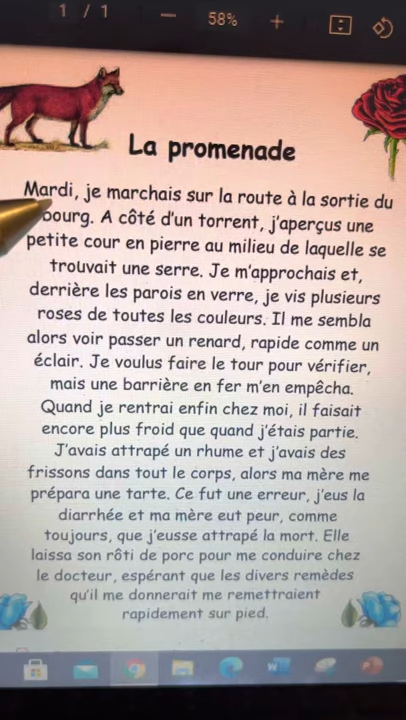 1 / 1
58%
La promenade
Mardi, je marchais sur la route à la sortie du
bourg. A côté d'un torrent, j'aperçus une
petite cour en pierre au milieu de laquelle se
trouvait une serre. Je m'approchais et,
derrière les parois en verre, je vis plusieurs
roses de toutes les couleurs. Il me sembla
alors voir passer un renard, rapide comme un
éclair. Je voulus faire le tour pour vérifier,
mais une barrière en fer m'en empêcha.
Quand je rentrai enfin chez moi, il faisait
encore plus froid que quand j'étais partie.
J'avais attrapé un rhume et j'avais des
frissons dans tout le corps, alors ma mère me
prépara une tarte. Ce fut une erreur, j'eus la
diarrhée et ma mère eut peur, comme
toujours, que j'eusse attrapé la mort. Elle
laissa son rôti de porc pour me conduire chez
le docteur, espérant que les divers remèdes
qu'il me donnerait me remettraient
rapidement sur pied.